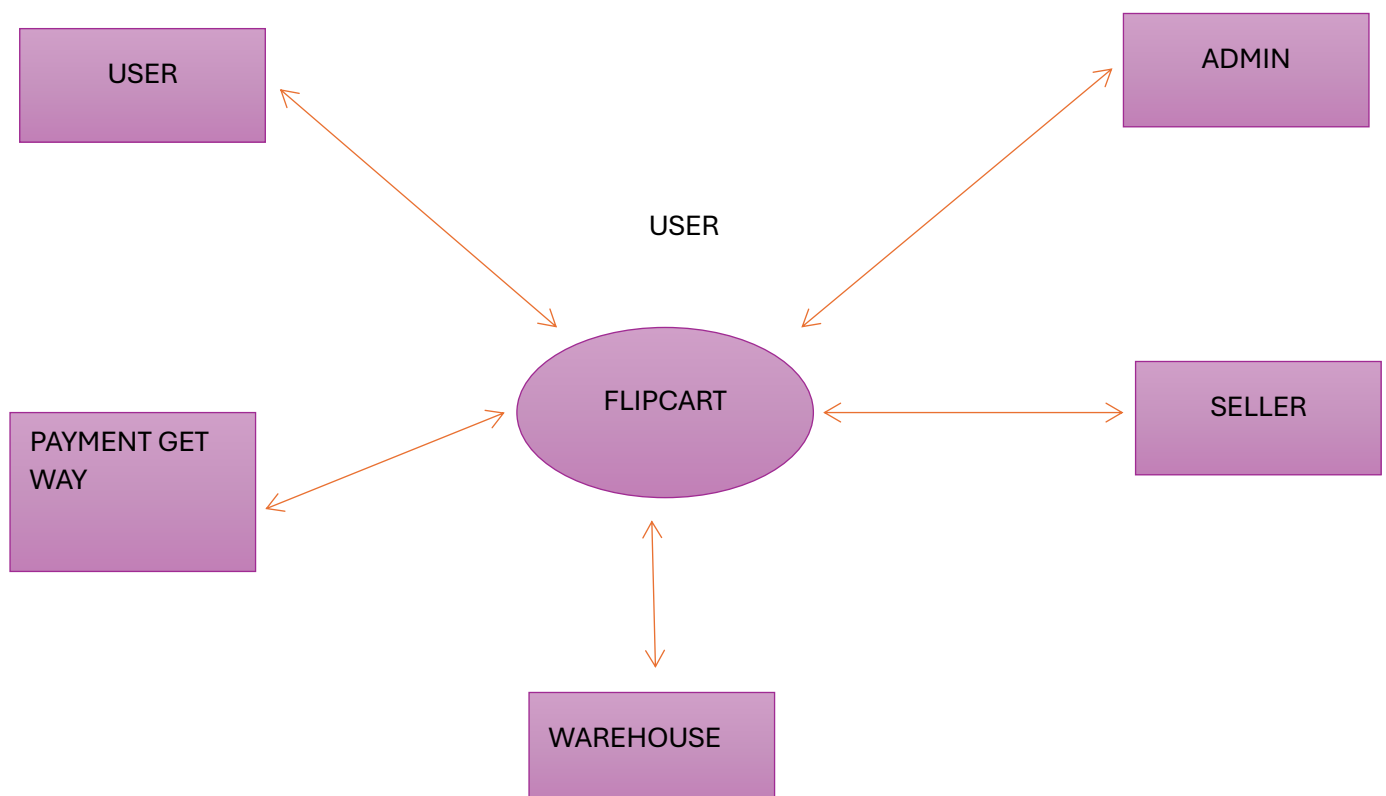 USER
ADMIN
USER
FLIPCART
SELLER
PAYMENT GET
WAY
WAREHOUSE